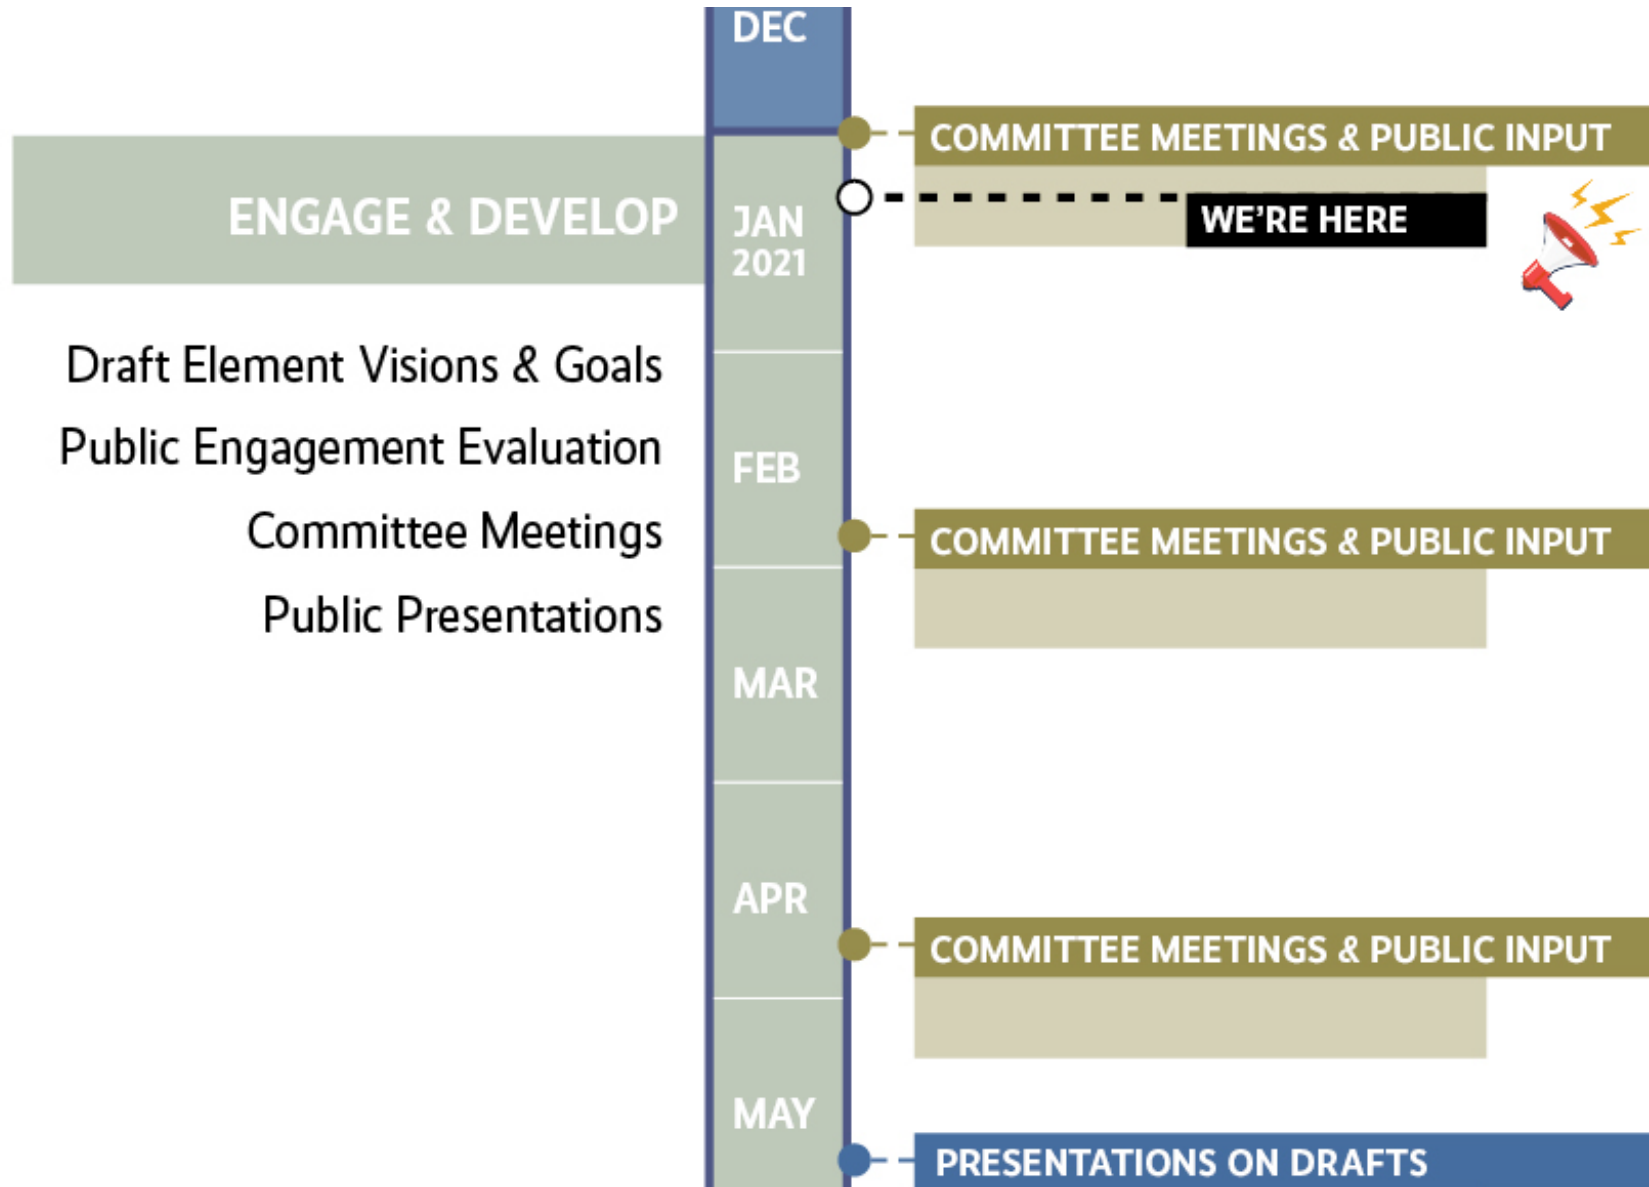 DEC
COMMITTEE MEETINGS & PUBLIC INPUT
ENGAGE & DEVELOP
JAN
2021
WE'RE HERE
Draft Element Visions & Goals
Public Engagement Evaluation
Committee Meetings
Public Presentations
FEB
COMMITTEE MEETINGS & PUBLIC INPUT
MAR
APR
COMMITTEE MEETINGS & PUBLIC INPUT
MAY
PRESENTATIONS ON DRAFTS